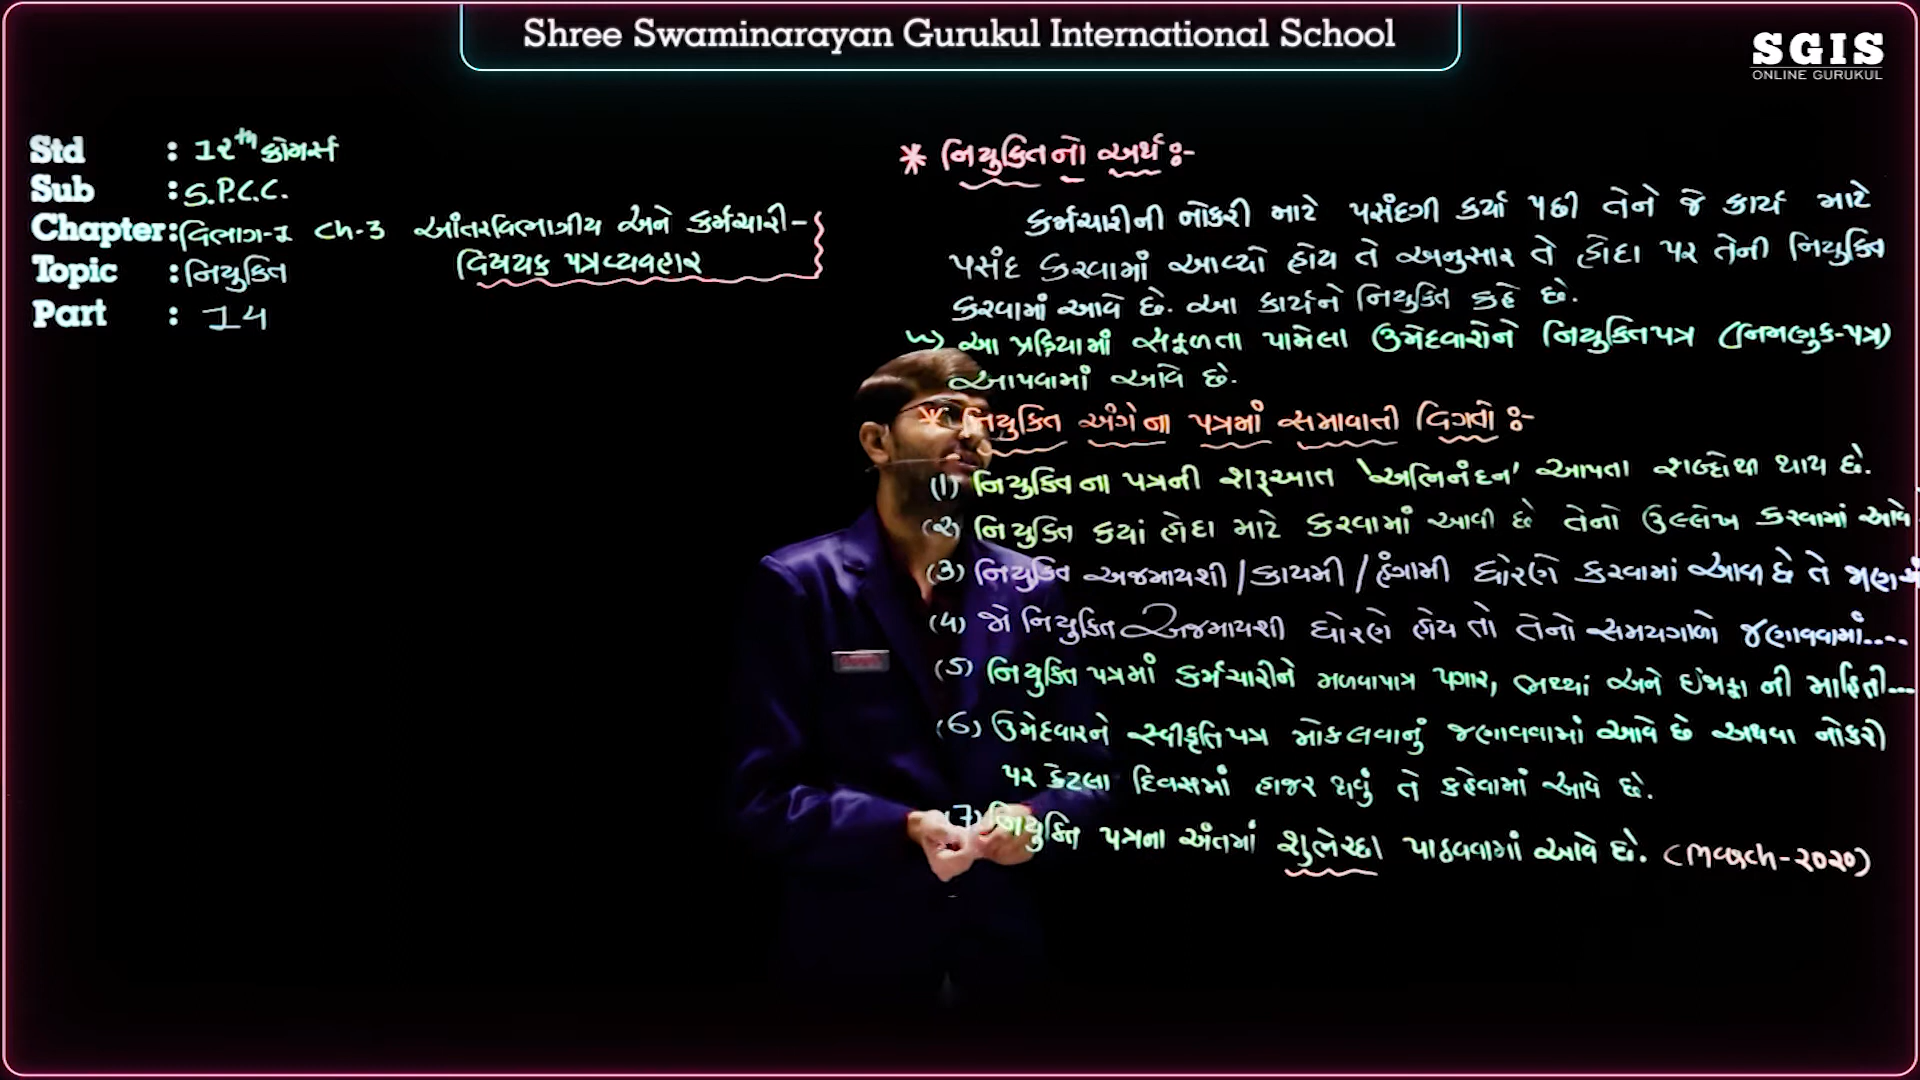 Shree Swaminarayan Gurukul International School
SGIS
ONLINE GURUKUL
Std : 12th કોમર્સ
Sub : S.P.C.C.
Chapter : વિભાગ-1 Ch-3 આંતરવિભાગીય અને કર્મચારી-
વિષયક પત્રવ્યવહાર
Topic : નિયુકિત
Part : 14
* નિયુકિતનો અર્થ :-
કર્મચારીની નોકરી માટે પસંદગી કર્યા પછી તેને જે કાર્ય માટે
પસંદ કરવામાં આવ્યો હોય તે અનુસાર તે હોદા પર તેની નિયુકિત
કરવામાં આવે છે. આ કાર્યને નિયુકિત કહે છે.
આ પ્રક્રિયામાં સફળતા પામેલા ઉમેદવારોને નિયુકિતપત્ર (નિમણુક-પત્ર)
આપવામાં આવે છે.
* નિયુકિત અંગેના પત્રમાં સમાવાતી વિગતો :-
(1) નિયુકિતના પત્રની શરૂઆત 'અભિનંદન' આપતા શબ્દોથી થાય છે.
(2) નિયુકિત કયાં હોદા માટે કરવામાં આવી છે તેનો ઉલ્લેખ કરવામાં આવે
(3) નિયુકિત અજમાયશી / કાયમી / હંગામી ધોરણે કરવામાં આવી છે તે
(4) જો નિયુકિત અજમાયશી ધોરણે હોય તો તેનો સમયગાળો જણાવવામાં....
(5) નિયુકિત પત્રમાં કર્મચારીને મળવાપાત્ર પગાર, ભથ્થાં અને ઈજાફા ની માહિતી...
(6) ઉમેદવારને સ્વીકૃતિપત્ર મોકલવાનું જણાવવામાં આવે છે અથવા નોકરી
પર કેટલા દિવસમાં હાજર થવું તે કહેવામાં આવે છે.
(7) નિયુકિત પત્રના અંતમાં શુભેચ્છા પાઠવવામાં આવે છે. (March-2020)